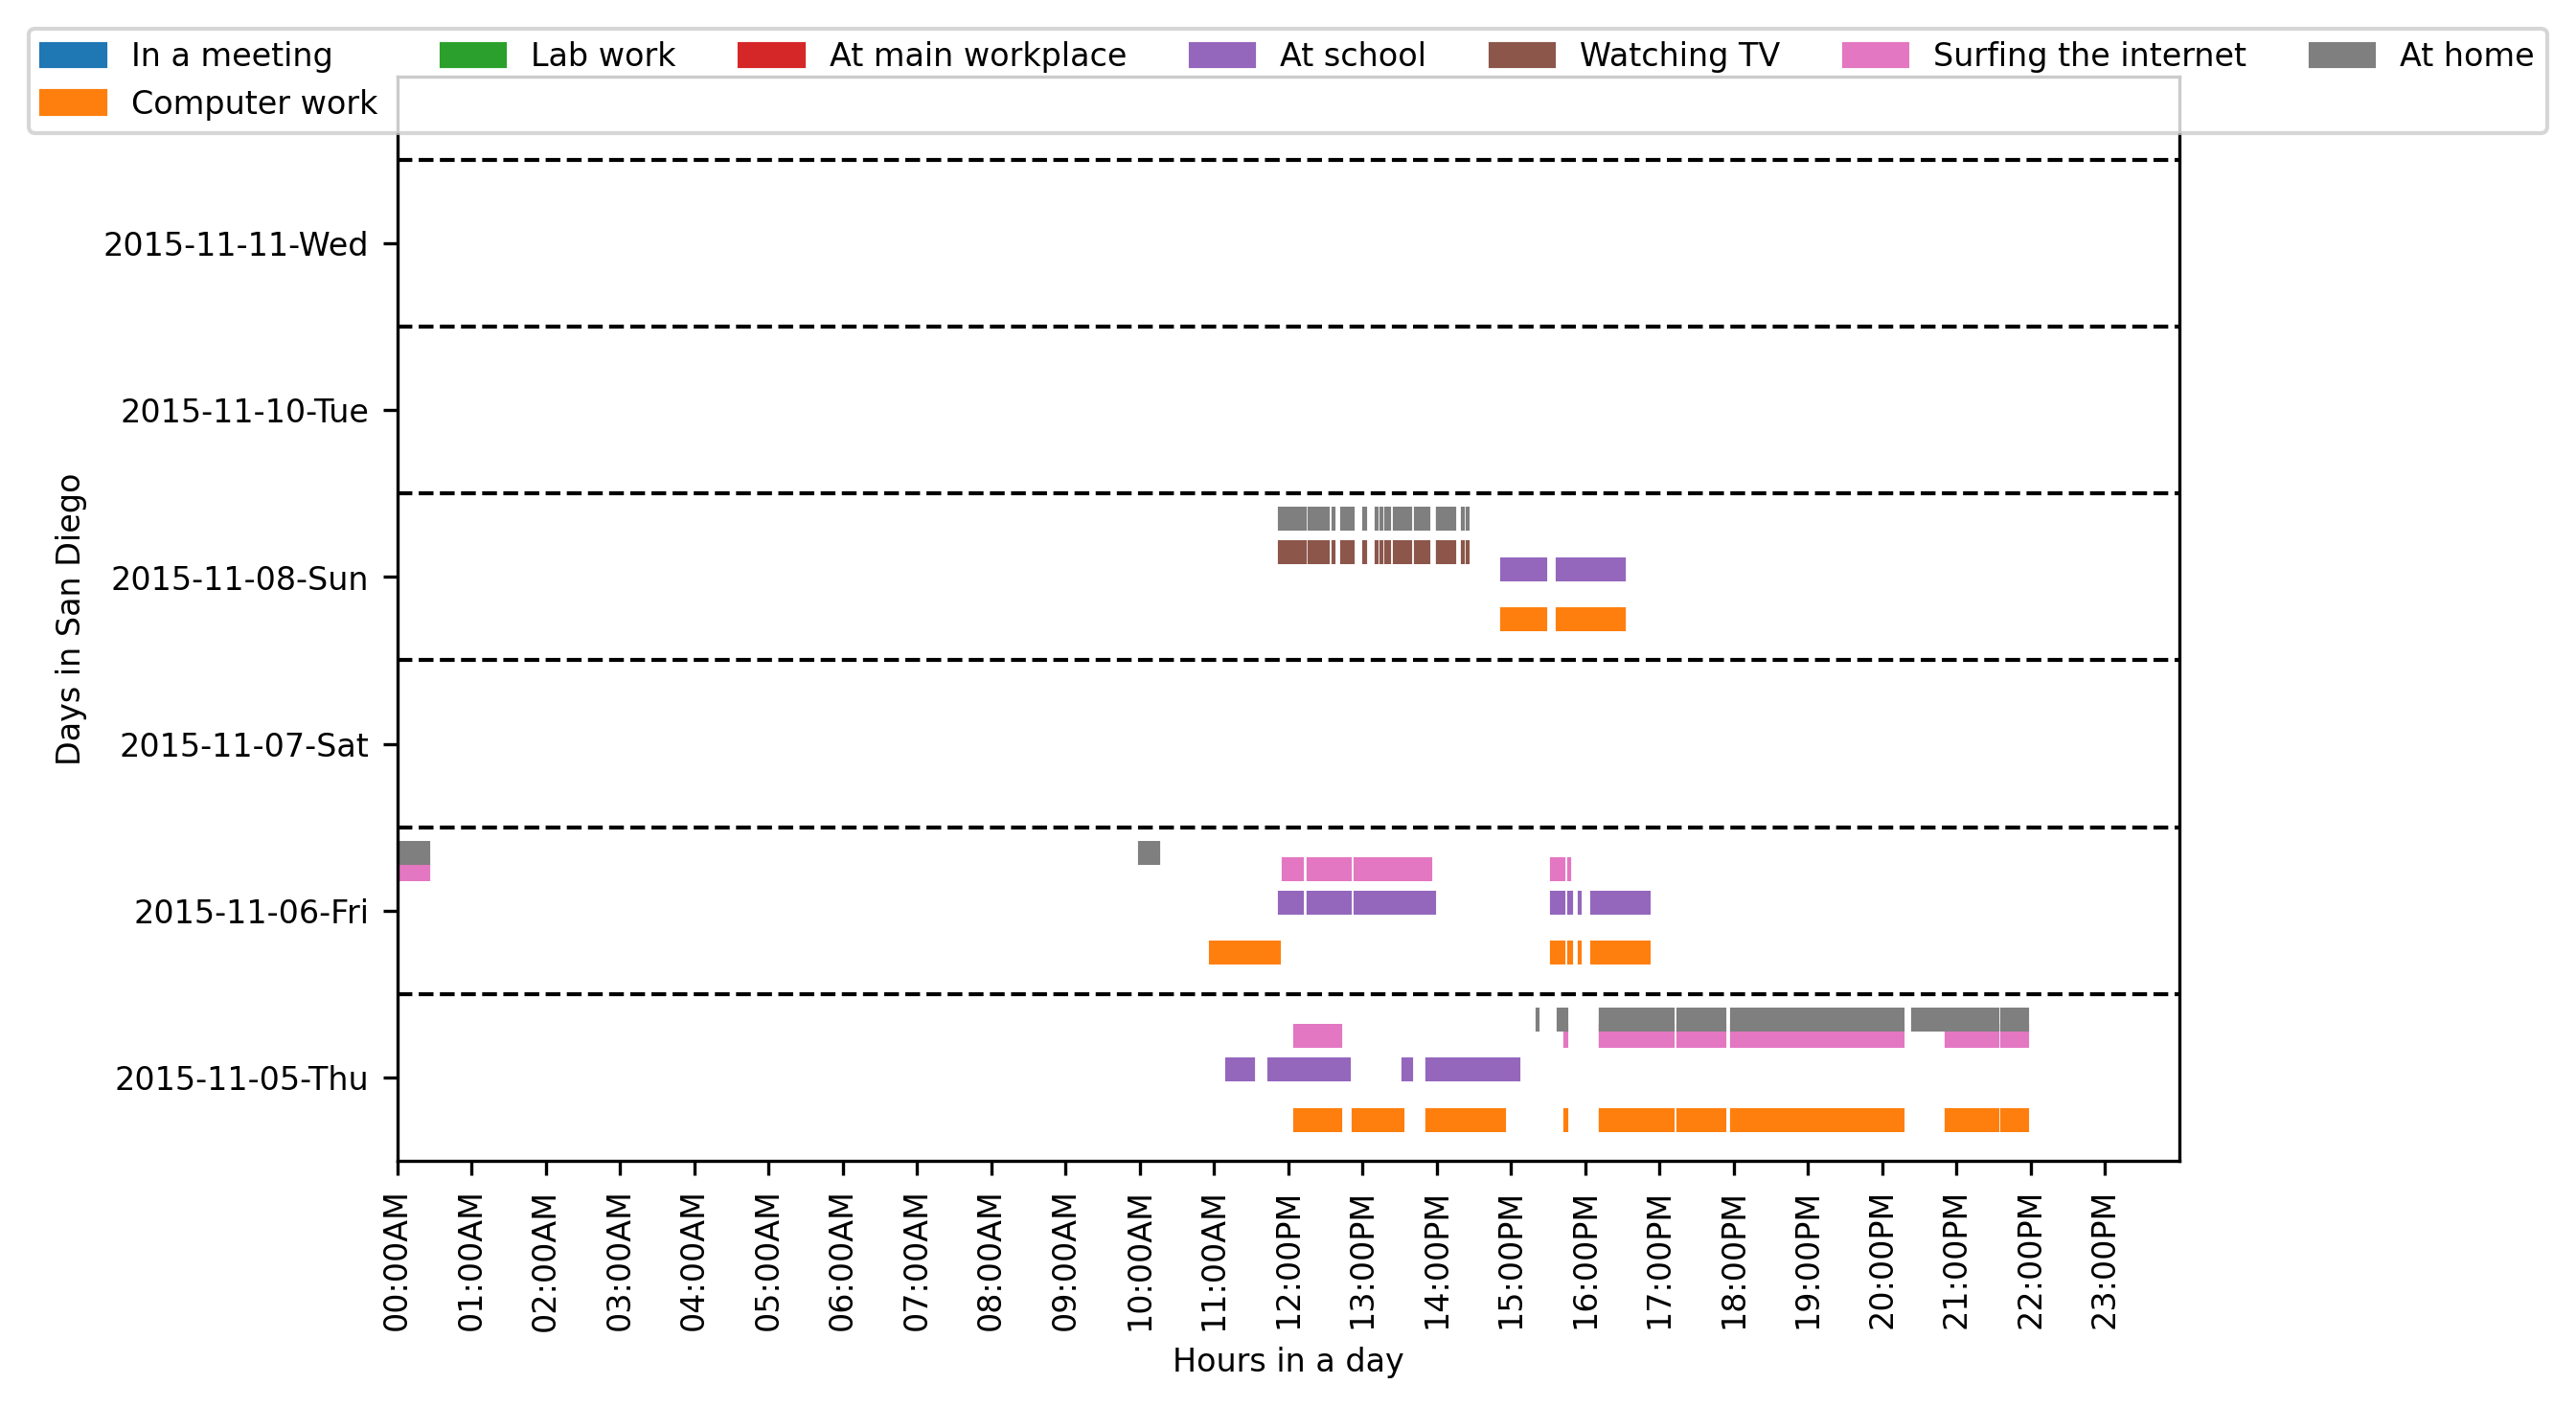 In a meeting
Computer work
Lab work
At main workplace
At school
Watching TV
Surfing the internet
At home
Days in San Diego
2015-11-11-Wed
2015-11-10-Tue
2015-11-08-Sun
2015-11-07-Sat
2015-11-06-Fri
2015-11-05-Thu
00:00AM
01:00AM
02:00AM
03:00AM
04:00AM
05:00AM
06:00AM
07:00AM
08:00AM
09:00AM
10:00AM
11:00AM
12:00PM
13:00PM
14:00PM
15:00PM
16:00PM
17:00PM
18:00PM
19:00PM
20:00PM
21:00PM
22:00PM
23:00PM
Hours in a day